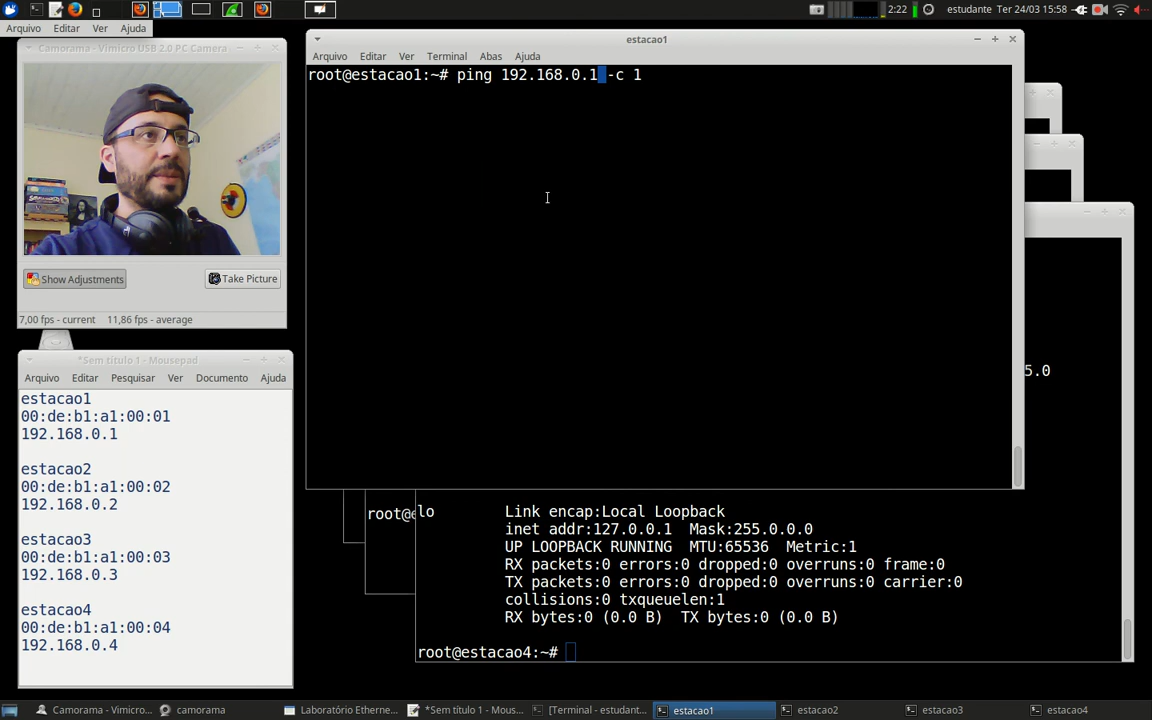 2:22 estudante Ter 24/03 15:58
Arquivo Editar Ver Ajuda
Camorama - Vimicro USB 2.0 PC Camera
Show Adjustments Take Picture
7,00 fps - current 11,86 fps - average
*Sem título 1 - Mousepad
Arquivo Editar Pesquisar Ver Documento Ajuda
estacao1
00:de:b1:a1:00:01
192.168.0.1
estacao2
00:de:b1:a1:00:02
192.168.0.2
estacao3
00:de:b1:a1:00:03
192.168.0.3
estacao4
00:de:b1:a1:00:04
192.168.0.4
estacao1
Arquivo Editar Ver Terminal Abas Ajuda
root@estacao1:~# ping 192.168.0.1 -c 1
5.0
root@e
lo Link encap:Local Loopback
inet addr:127.0.0.1 Mask:255.0.0.0
UP LOOPBACK RUNNING MTU:65536 Metric:1
RX packets:0 errors:0 dropped:0 overruns:0 frame:0
TX packets:0 errors:0 dropped:0 overruns:0 carrier:0
collisions:0 txqueuelen:1
RX bytes:0 (0.0 B) TX bytes:0 (0.0 B)
root@estacao4:~#
Camorama - Vimicro... camorama Laboratório Etherne... *Sem título 1 - Mous... [Terminal - estudant... estacao1 estacao2 estacao3 estacao4